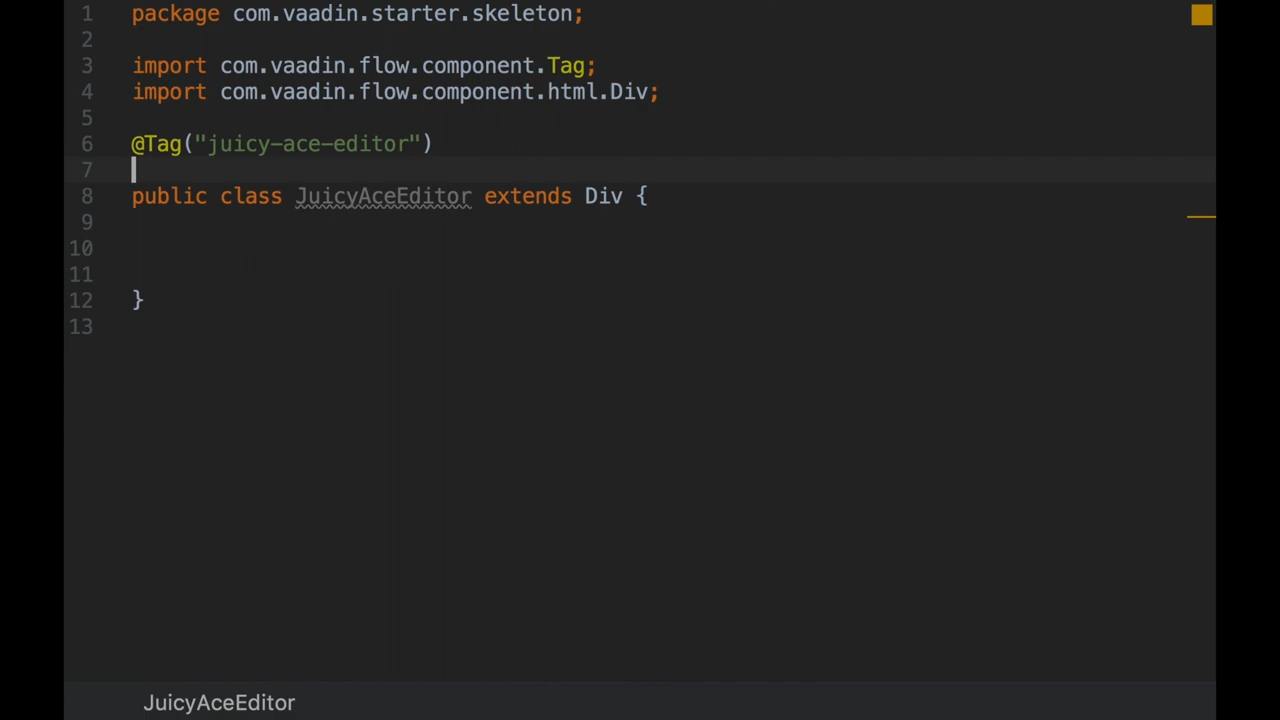 1 package com.vaadin.starter.skeleton;
2
3 import com.vaadin.flow.component.Tag;
4 import com.vaadin.flow.component.html.Div;
5
6 @Tag("juicy-ace-editor")
7
8 public class JuicyAceEditor extends Div {
9
10
11
12 }
13
JuicyAceEditor